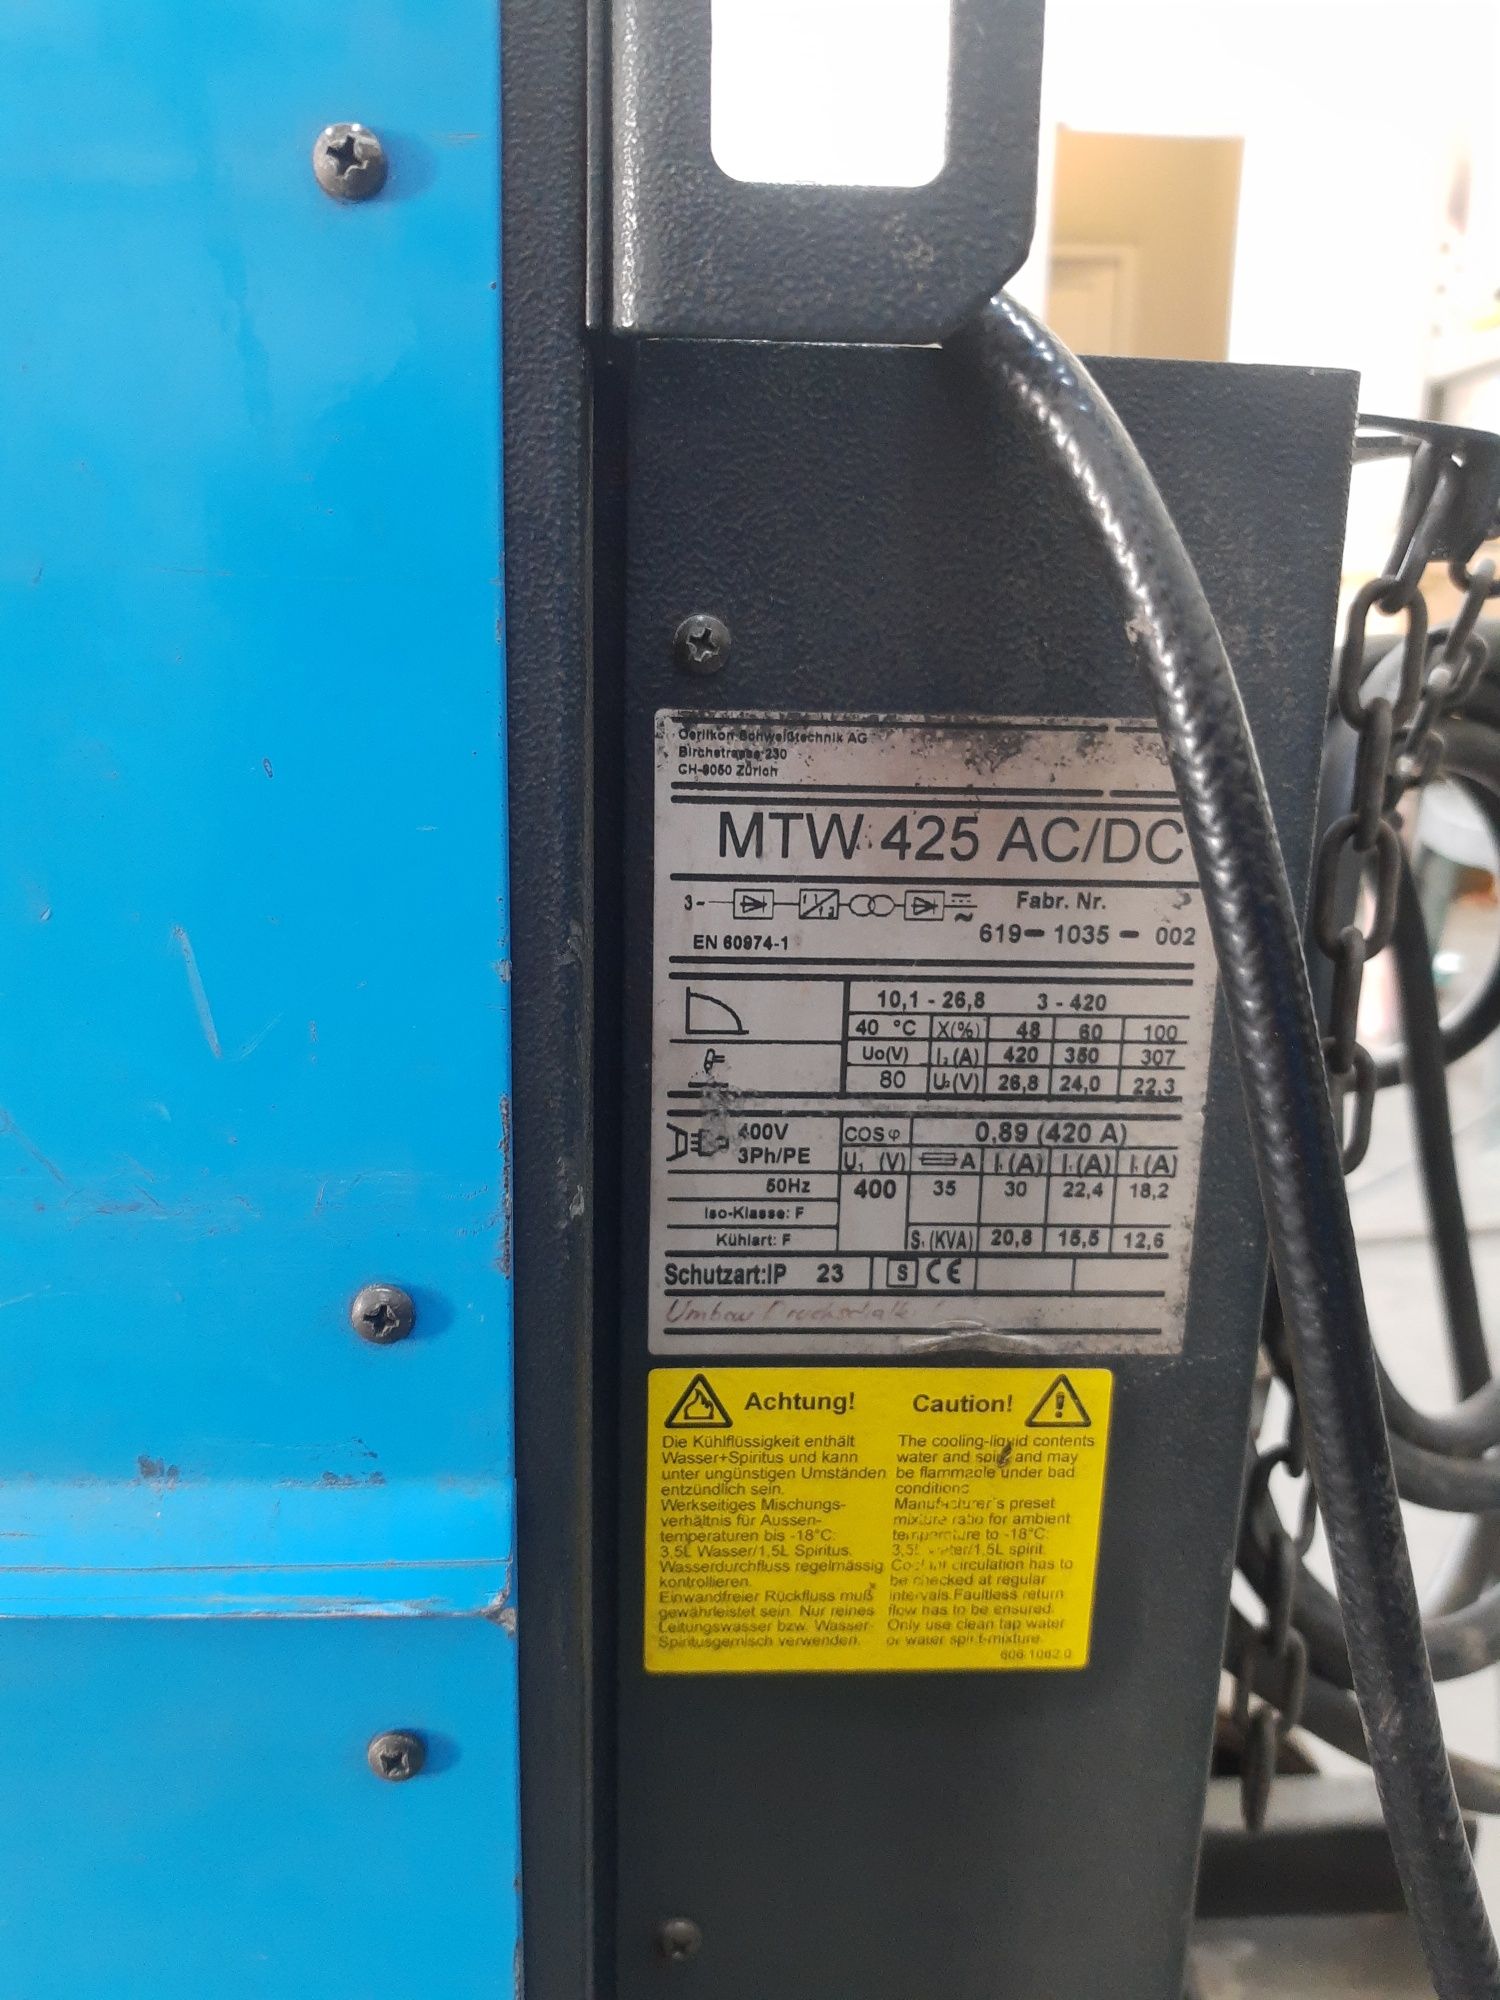 Oerlikon Schweißtechnik AG
Birchstrasse 230
CH-8050 Zürich
MTW 425 AC/DC
3~ Fabr. Nr.
EN 60974-1 619-1035-002
10,1 - 26,8 3 - 420
40 °C X(%) 48 60 100
Uo(V) I₂(A) 420 350 307
80 U₂(V) 26,8 24,0 22,3
400V COS φ 0,89 (420 A)
3Ph/PE U₁ (V) A I₁(A) I₁(A) I₁(A)
50Hz 400 35 30 22,4 18,2
Iso-Klasse: F
Kühlart: F S₁(KVA) 20,8 15,5 12,6
Schutzart:IP 23 S CE
Umbau
Achtung!
Die Kühlflüssigkeit enthält
Wasser+Spiritus und kann
unter ungünstigen Umständen
entzündlich sein.
Werkseitiges Mischungs-
verhältnis für Aussen-
temperaturen bis -18°C:
3,5L Wasser/1,5L Spiritus.
Wasserdurchfluss regelmässig
kontrollieren.
Einwandfreier Rückfluss muß
gewährleistet sein. Nur reines
Leitungswasser bzw. Wasser-
Spiritusgemisch verwenden.
Caution!
The cooling-liquid contents
water and spirit and may
be flammable under bad
conditions
Manufacturer's preset
mixture ratio for ambient
temperature to -18°C:
3,5L water/1,5L spirit.
Coolant circulation has to
be checked at regular
intervals.Faultless return
flow has to be ensured.
Only use clean tap water
or water spirit-mixture.